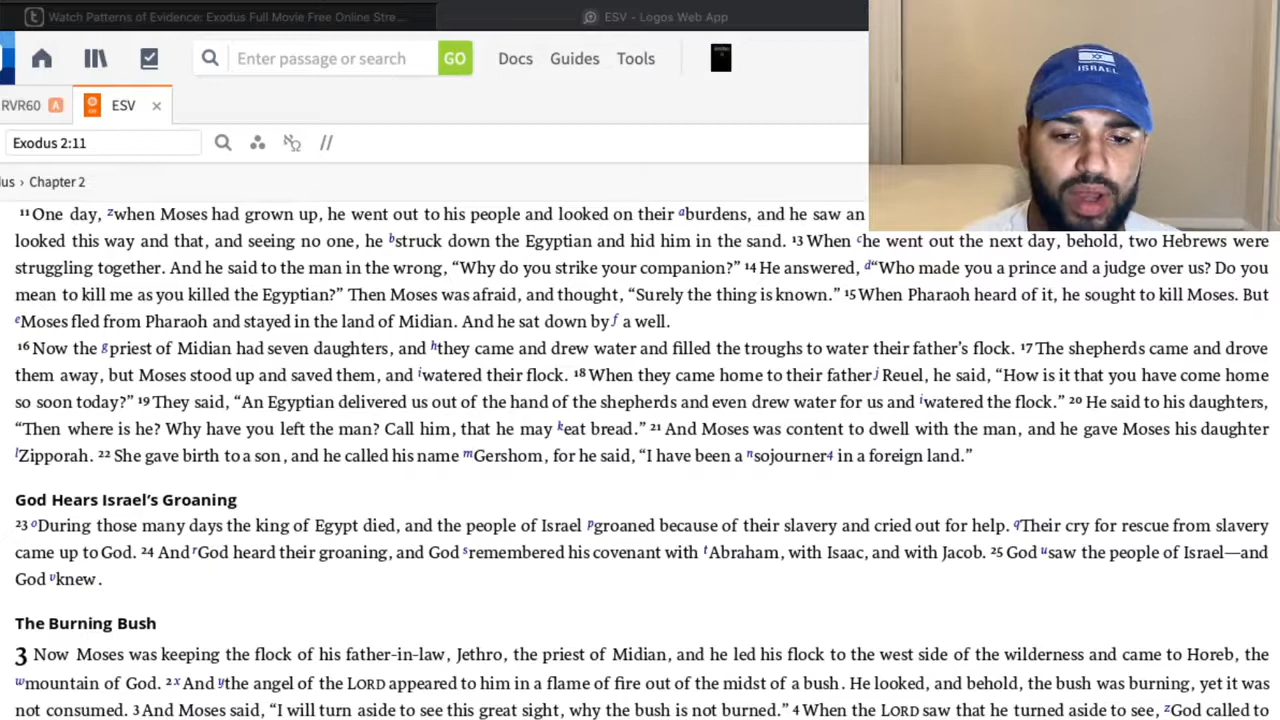 Watch Patterns of Evidence: Exodus Full Movie Free Online Stre...
ESV - Logos Web App
Enter passage or search
GO
Docs
Guides
Tools
RVR60 A
ESV ×
Exodus 2:11
lus › Chapter 2
ISRAEL
11 One day, z when Moses had grown up, he went out to his people and looked on their a burdens, and he saw an
looked this way and that, and seeing no one, he b struck down the Egyptian and hid him in the sand. 13 When c he went out the next day, behold, two Hebrews were
struggling together. And he said to the man in the wrong, “Why do you strike your companion?” 14 He answered, d “Who made you a prince and a judge over us? Do you
mean to kill me as you killed the Egyptian?” Then Moses was afraid, and thought, “Surely the thing is known.” 15 When Pharaoh heard of it, he sought to kill Moses. But
e Moses fled from Pharaoh and stayed in the land of Midian. And he sat down by f a well.
16 Now the g priest of Midian had seven daughters, and h they came and drew water and filled the troughs to water their father’s flock. 17 The shepherds came and drove
them away, but Moses stood up and saved them, and i watered their flock. 18 When they came home to their father j Reuel, he said, “How is it that you have come home
so soon today?” 19 They said, “An Egyptian delivered us out of the hand of the shepherds and even drew water for us and i watered the flock.” 20 He said to his daughters,
“Then where is he? Why have you left the man? Call him, that he may k eat bread.” 21 And Moses was content to dwell with the man, and he gave Moses his daughter
l Zipporah. 22 She gave birth to a son, and he called his name m Gershom, for he said, “I have been a n sojourner 4 in a foreign land.”
God Hears Israel’s Groaning
23 o During those many days the king of Egypt died, and the people of Israel p groaned because of their slavery and cried out for help. q Their cry for rescue from slavery
came up to God. 24 And r God heard their groaning, and God s remembered his covenant with t Abraham, with Isaac, and with Jacob. 25 God u saw the people of Israel—and
God v knew.
The Burning Bush
3 Now Moses was keeping the flock of his father-in-law, Jethro, the priest of Midian, and he led his flock to the west side of the wilderness and came to Horeb, the
w mountain of God. 2 x And y the angel of the LORD appeared to him in a flame of fire out of the midst of a bush. He looked, and behold, the bush was burning, yet it was
not consumed. 3 And Moses said, “I will turn aside to see this great sight, why the bush is not burned.” 4 When the LORD saw that he turned aside to see, z God called to